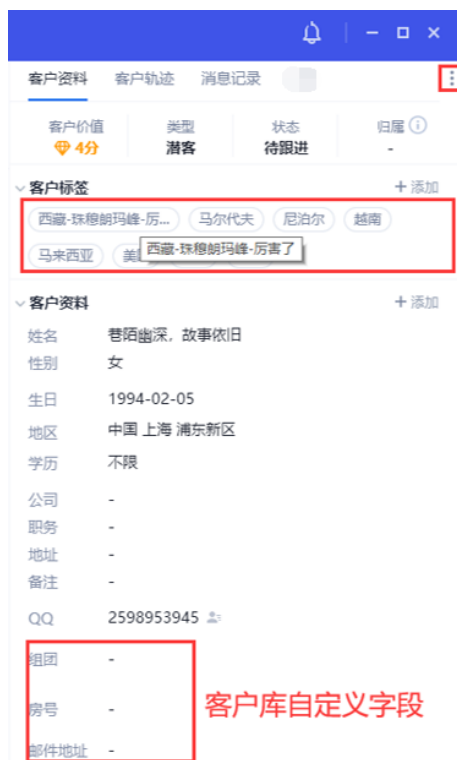 客户资料 客户轨迹 消息记录
客户价值 类型 状态 归属
4分 潜客 待跟进 -
客户标签 + 添加
西藏-珠穆朗玛峰-厉... 马尔代夫 尼泊尔 越南
马来西亚 美 西藏-珠穆朗玛峰-厉害了
客户资料 + 添加
姓名 巷陌幽深，故事依旧
性别 女
生日 1994-02-05
地区 中国 上海 浦东新区
学历 不限
公司 -
职务 -
地址 -
备注 -
QQ 2598953945
组团 -
房号 - 客户库自定义字段
邮件地址 -